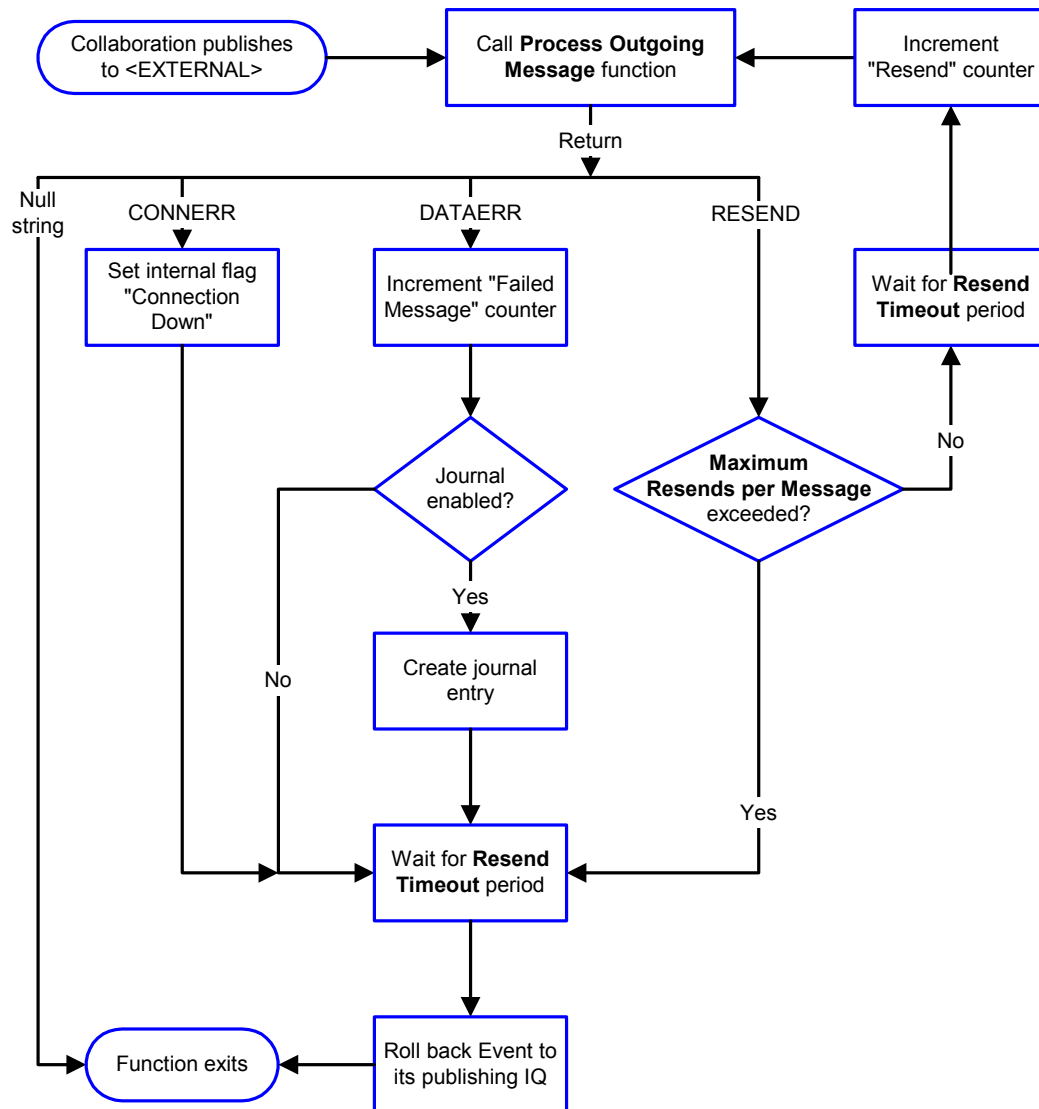 Collaboration publishes
to <EXTERNAL>
Call Process Outgoing
Message function
Increment
"Resend" counter
Return
Null
string
CONNERR
DATAERR
RESEND
Set internal flag
"Connection
Down"
Increment "Failed
Message" counter
Wait for Resend
Timeout period
Journal
enabled?
Maximum
Resends per Message
exceeded?
No
Yes
No
Create journal
entry
Yes
Wait for Resend
Timeout period
Function exits
Roll back Event to
its publishing IQ